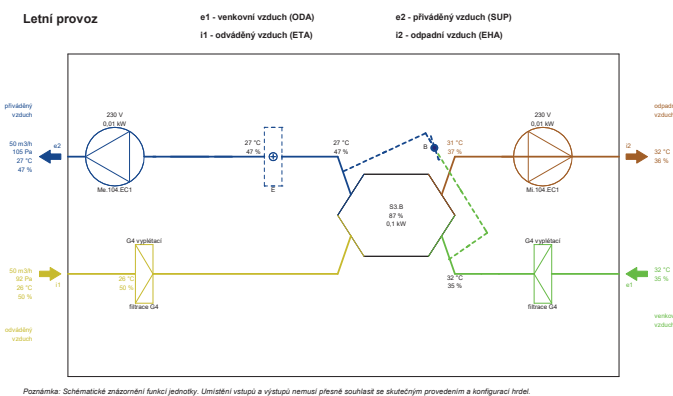 Letní provoz
e1 - venkovní vzduch (ODA)
e2 - přiváděný vzduch (SUP)
i1 - odváděný vzduch (ETA)
i2 - odpadní vzduch (EHA)
přiváděný
vzduch
50 m3/h
105 Pa
27 °C
47 %
e2
230 V
0,01 kW
Me.104.EC1
27 °C
47 %
E
27 °C
47 %
B
31 °C
37 %
230 V
0,01 kW
Mi.104.EC1
odpad
vzduch
i2
32 °C
36 %
S3.B
87 %
0,1 kW
50 m3/h
92 Pa
26 °C
50 %
i1
G4 vyplétací
26 °C
50 %
filtrace G4
32 °C
35 %
G4 vyplétací
filtrace G4
32 °C
35 %
e1
odváděný
vzduch
venkov
vzduch
Poznámka: Schématické znázornění funkcí jednotky. Umístění vstupů a výstupů nemusí přesně souhlasit se skutečným provedením a konfigurací hrdel.